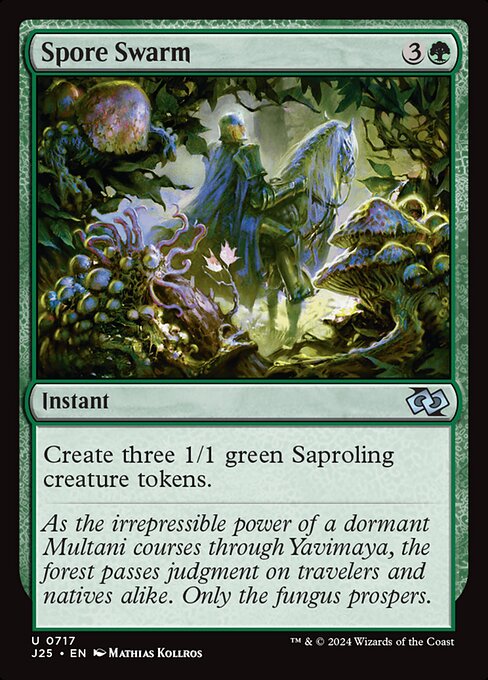 Spore Swarm 3
Instant
Create three 1/1 green Saproling
creature tokens.
As the irrepressible power of a dormant
Multani courses through Yavimaya, the
forest passes judgment on travelers and
natives alike. Only the fungus prospers.
U 0717
J25 • EN Mathias Kollros
™ & © 2024 Wizards of the Coast